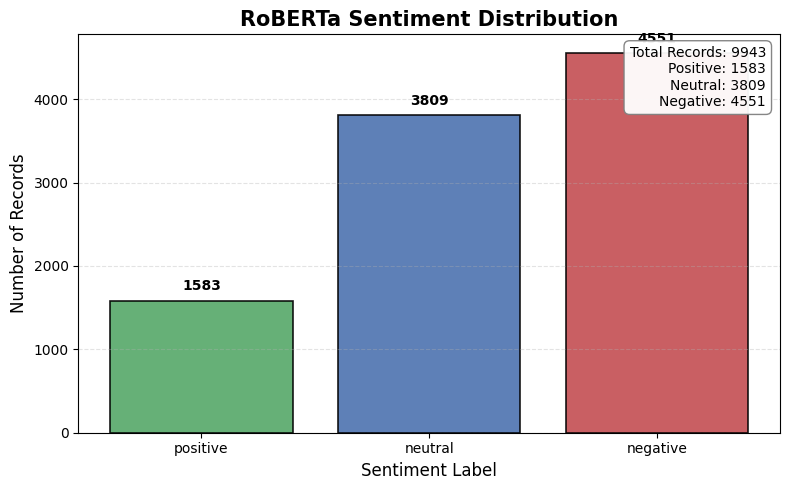 RoBERTa Sentiment Distribution
4551
Total Records: 9943
Positive: 1583
Neutral: 3809
Negative: 4551
3809
1583
Number of Records
4000
3000
2000
1000
0
positive
neutral
negative
Sentiment Label